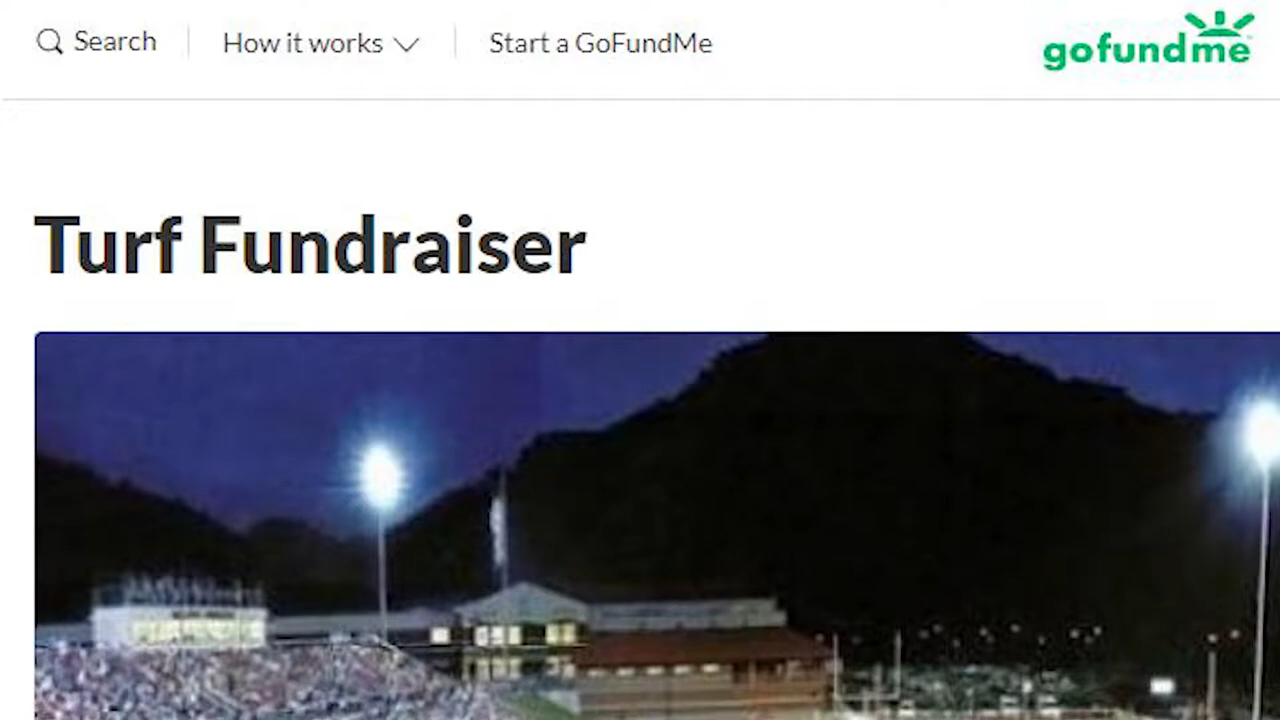 Search
How it works
Start a GoFundMe
gofundme
Turf Fundraiser